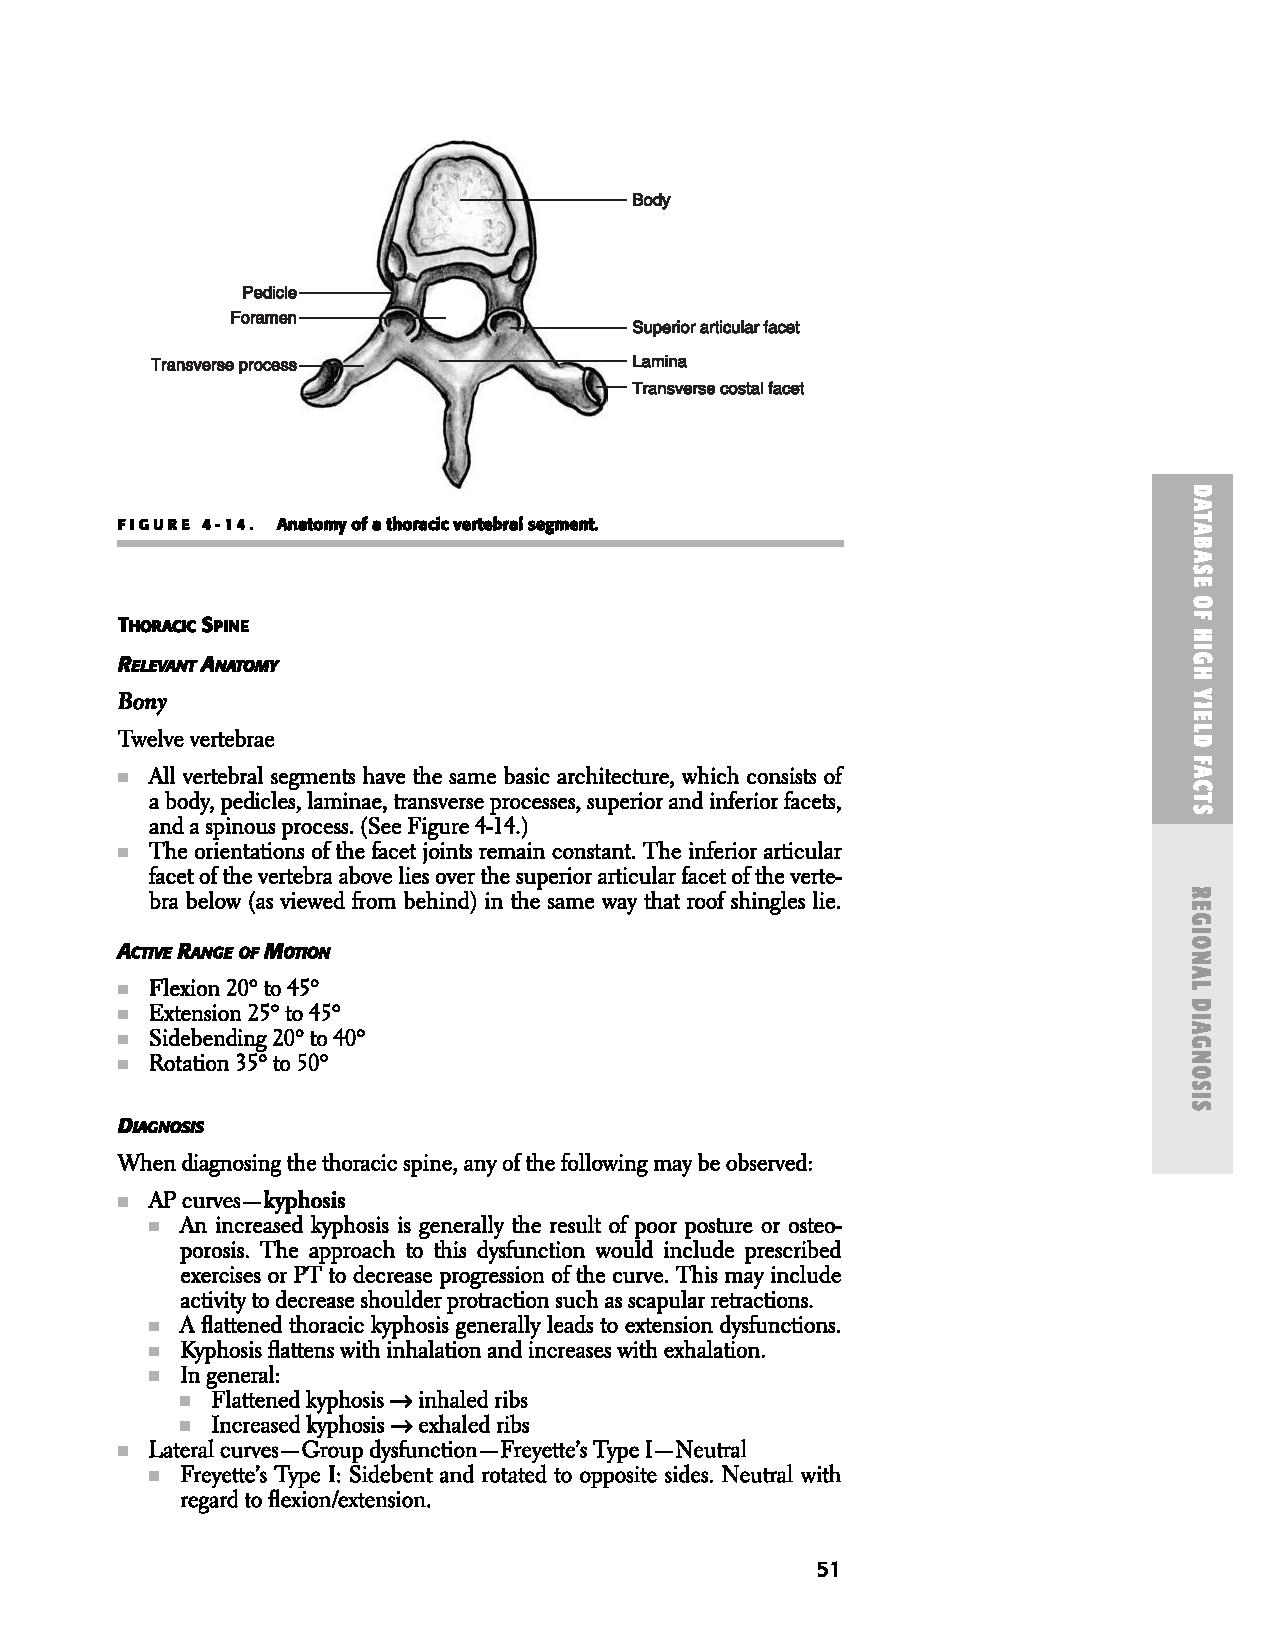 Body
Pedicle
Foramen
Superior articular facet
Transverse process
Lamina
Transverse costal facet
FIGURE 4-14. Anatomy of a thoracic vertebral segment.
THORACIC SPINE
RELEVANT ANATOMY
Bony
Twelve vertebrae
■ All vertebral segments have the same basic architecture, which consists of
a body, pedicles, laminae, transverse processes, superior and inferior facets,
and a spinous process. (See Figure 4-14.)
■ The orientations of the facet joints remain constant. The inferior articular
facet of the vertebra above lies over the superior articular facet of the verte-
bra below (as viewed from behind) in the same way that roof shingles lie.
ACTIVE RANGE OF MOTION
■ Flexion 20° to 45°
■ Extension 25° to 45°
■ Sidebending 20° to 40°
■ Rotation 35° to 50°
DIAGNOSIS
When diagnosing the thoracic spine, any of the following may be observed:
■ AP curves—kyphosis
■ An increased kyphosis is generally the result of poor posture or osteo-
porosis. The approach to this dysfunction would include prescribed
exercises or PT to decrease progression of the curve. This may include
activity to decrease shoulder protraction such as scapular retractions.
■ A flattened thoracic kyphosis generally leads to extension dysfunctions.
■ Kyphosis flattens with inhalation and increases with exhalation.
■ In general:
■ Flattened kyphosis → inhaled ribs
■ Increased kyphosis → exhaled ribs
■ Lateral curves—Group dysfunction—Freyette's Type I—Neutral
■ Freyette's Type I: Sidebent and rotated to opposite sides. Neutral with
regard to flexion/extension.
51
DATABASE OF HIGH YIELD FACTS
REGIONAL DIAGNOSIS